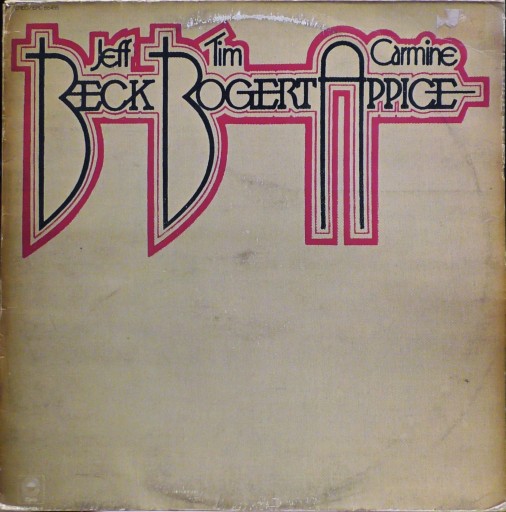 Jeff Tim Carmine
BECK BOGERT APPICE